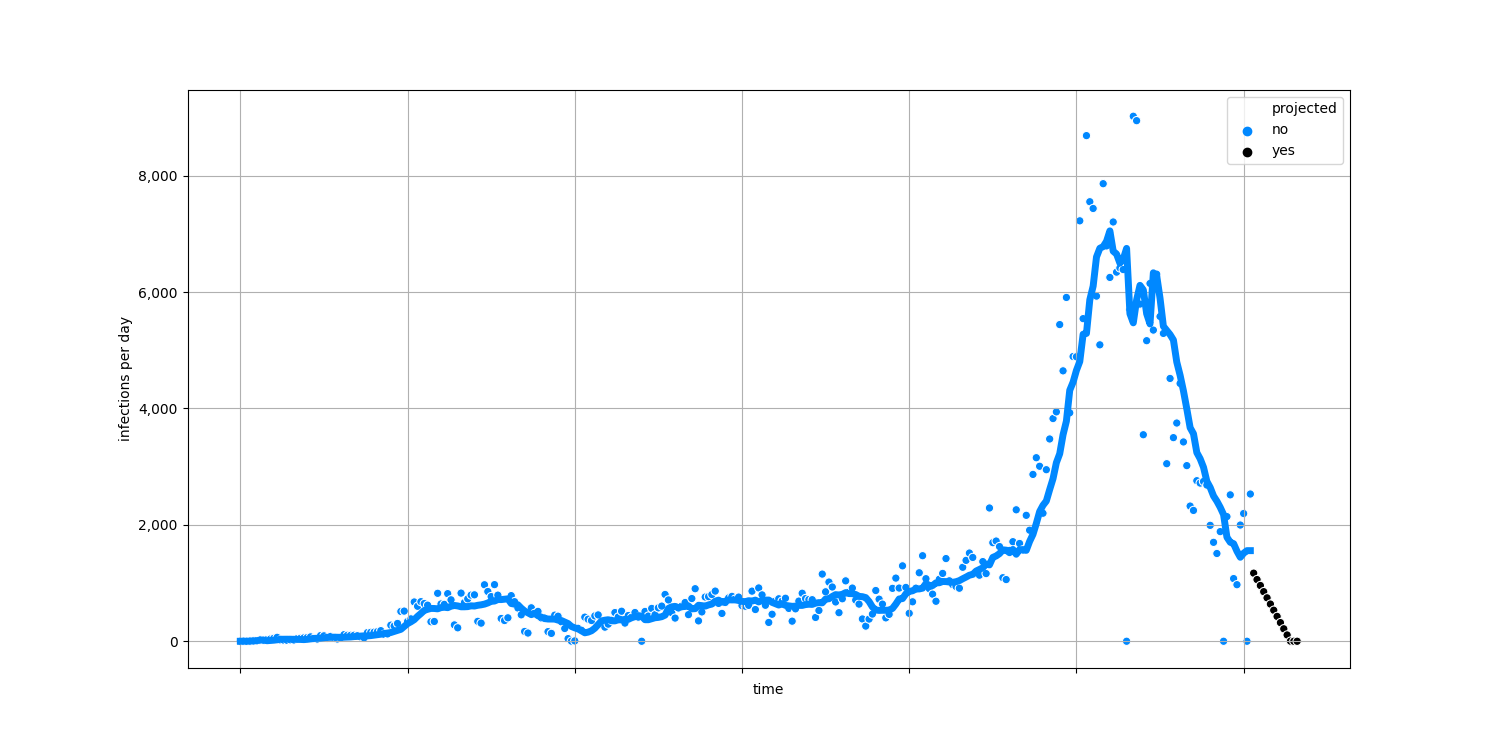 projected
no
yes
8,000
6,000
4,000
2,000
0
infections per day
time